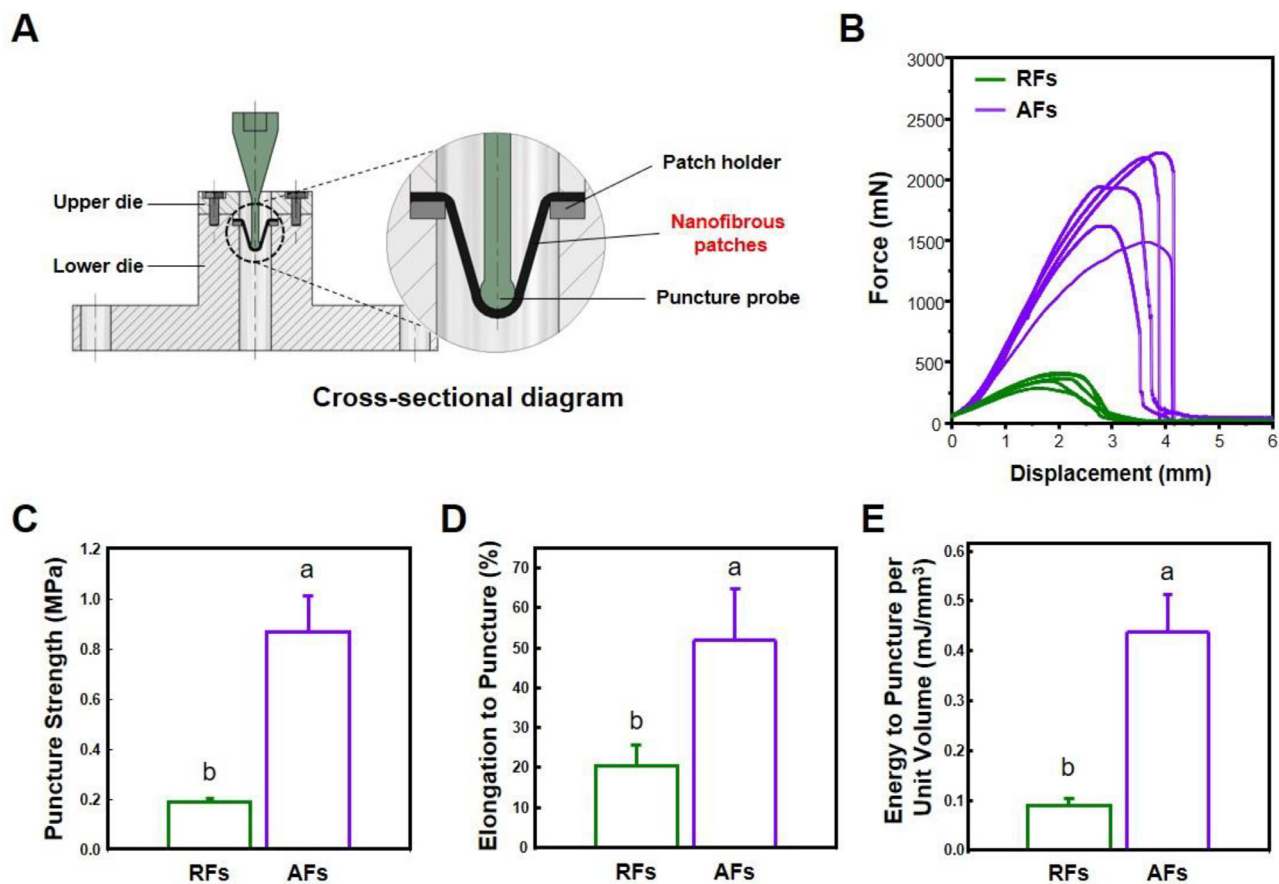 A
Upper die
Lower die
Patch holder
Nanofibrous
patches
Puncture probe
Cross-sectional diagram
B
3000
2500
2000
1500
1000
500
0
0 1 2 3 4 5 6
RFs
AFs
Force (mN)
Displacement (mm)
C
Puncture Strength (MPa)
1.2
1.0
0.8
0.6
0.4
0.2
0.0
b
a
RFs AFs
D
Elongation to Puncture (%)
70
60
50
40
30
20
10
0
b
a
RFs AFs
E
Energy to Puncture per
Unit Volume (mJ/mm³)
0.6
0.5
0.4
0.3
0.2
0.1
0.0
b
a
RFs AFs